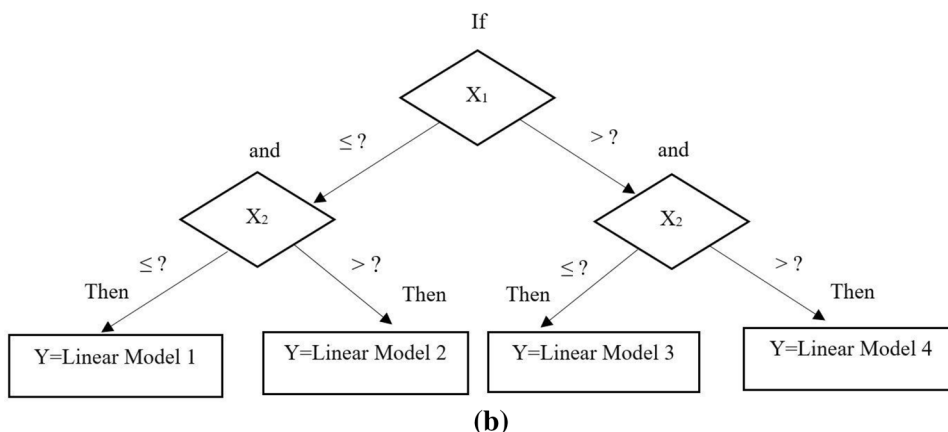 If
X₁
≤ ?
> ?
and
and
X₂
X₂
≤ ?
> ?
≤ ?
> ?
Then
Then
Then
Then
Y=Linear Model 1
Y=Linear Model 2
Y=Linear Model 3
Y=Linear Model 4
(b)